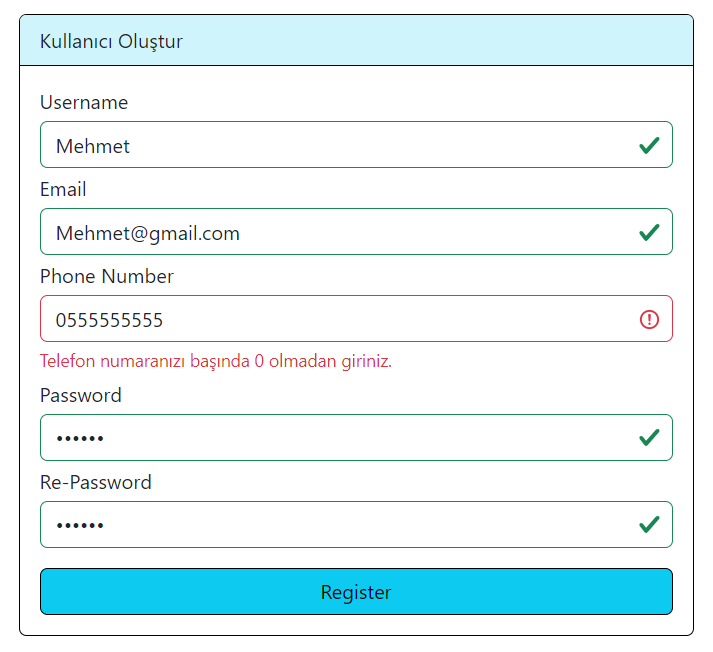 Kullanıcı Oluştur
Username
Mehmet
Email
Mehmet@gmail.com
Phone Number
0555555555
Telefon numaranızı başında 0 olmadan giriniz.
Password
••••••
Re-Password
••••••
Register